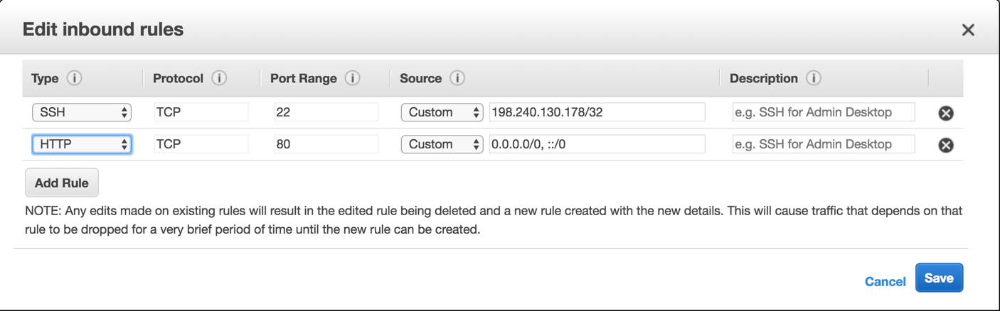 Edit inbound rules
Type Protocol Port Range Source Description
SSH TCP 22 Custom 198.240.130.178/32 e.g. SSH for Admin Desktop
HTTP TCP 80 Custom 0.0.0.0/0, ::/0 e.g. SSH for Admin Desktop
Add Rule
NOTE: Any edits made on existing rules will result in the edited rule being deleted and a new rule created with the new details. This will cause traffic that depends on that
rule to be dropped for a very brief period of time until the new rule can be created.
Cancel Save